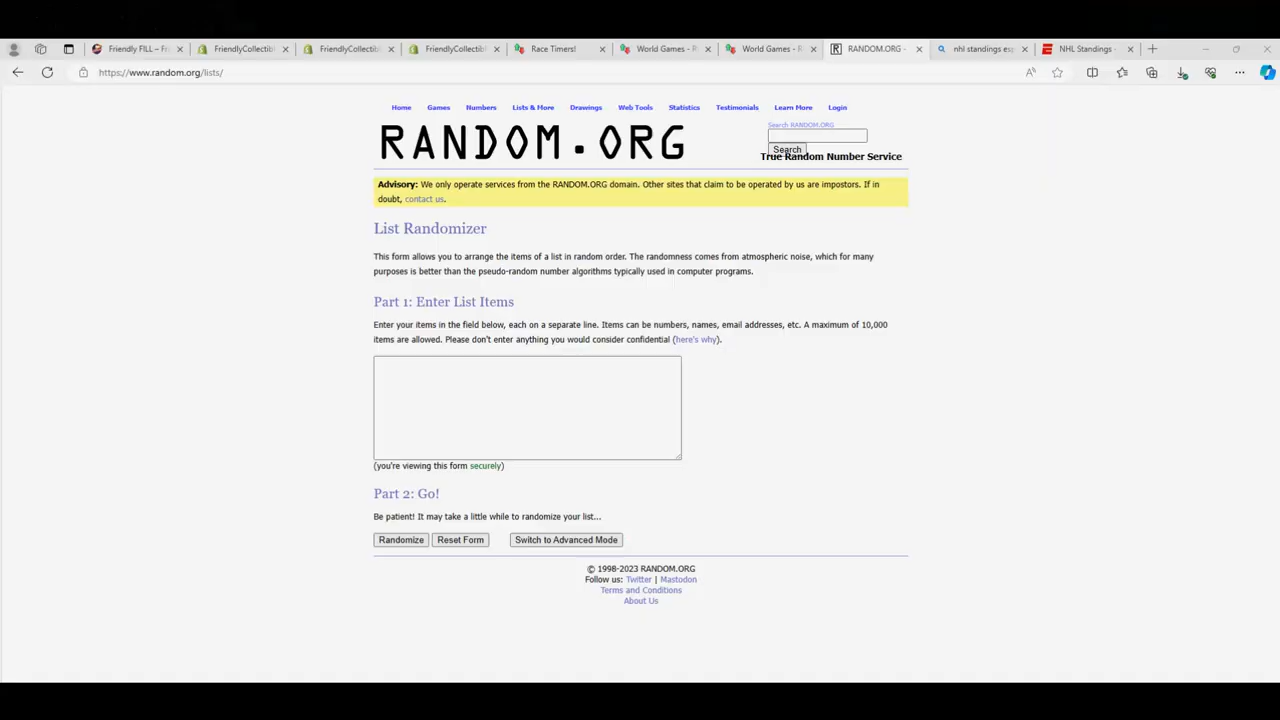 Friendly FILL – Fr
FriendlyCollectibl
FriendlyCollectibl
FriendlyCollectibl
Race Timers!
World Games - R
World Games - R
RANDOM.ORG -
nhl standings esp
NHL Standings -
https://www.random.org/lists/
Home Games Numbers Lists & More Drawings Web Tools Statistics Testimonials Learn More Login
RANDOM.ORG
Search RANDOM.ORG
Search
True Random Number Service
Advisory: We only operate services from the RANDOM.ORG domain. Other sites that claim to be operated by us are impostors. If in
doubt, contact us.
List Randomizer
This form allows you to arrange the items of a list in random order. The randomness comes from atmospheric noise, which for many
purposes is better than the pseudo-random number algorithms typically used in computer programs.
Part 1: Enter List Items
Enter your items in the field below, each on a separate line. Items can be numbers, names, email addresses, etc. A maximum of 10,000
items are allowed. Please don't enter anything you would consider confidential (here's why).
(you're viewing this form securely)
Part 2: Go!
Be patient! It may take a little while to randomize your list...
Randomize Reset Form Switch to Advanced Mode
© 1998-2023 RANDOM.ORG
Follow us: Twitter | Mastodon
Terms and Conditions
About Us